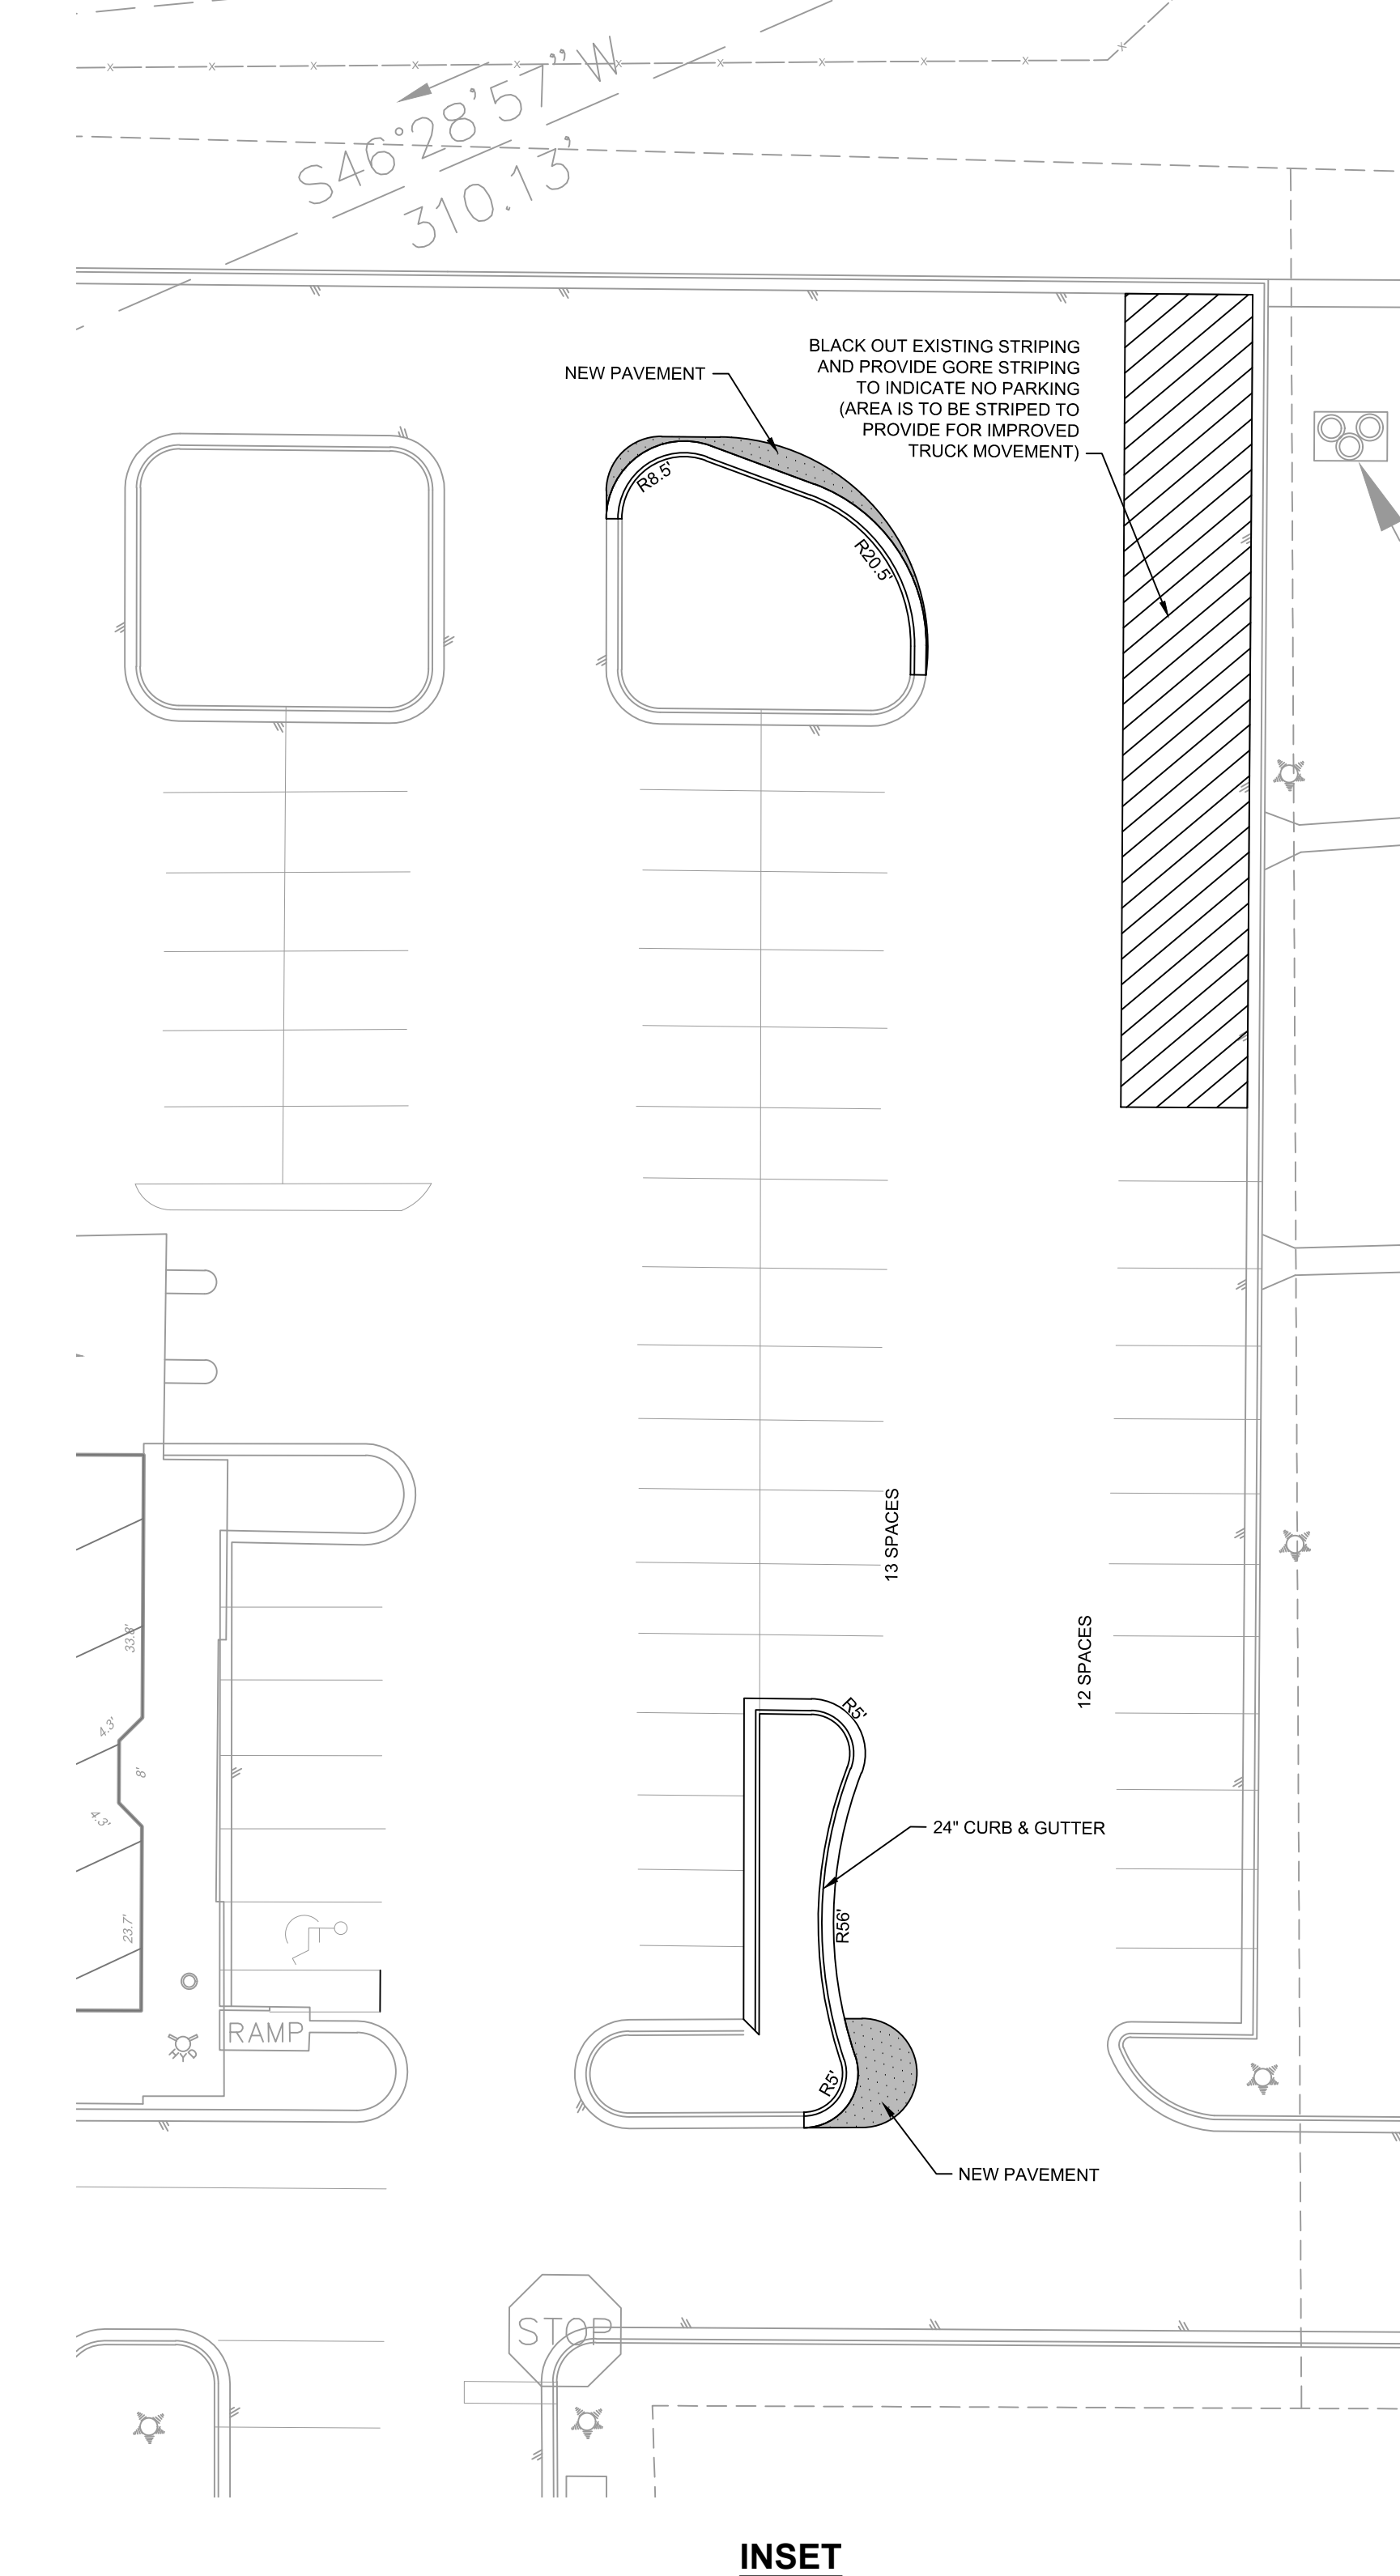 S46°28'57"W
310.13'
BLACK OUT EXISTING STRIPING
AND PROVIDE GORE STRIPING
TO INDICATE NO PARKING
(AREA IS TO BE STRIPED TO
PROVIDE FOR IMPROVED
TRUCK MOVEMENT)
NEW PAVEMENT
R8.5'
R20.5'
13 SPACES
12 SPACES
33.8'
4.3'
8'
4.3'
23.7'
R5'
24" CURB & GUTTER
R56'
R5'
RAMP
HYD
NEW PAVEMENT
STOP
INSET